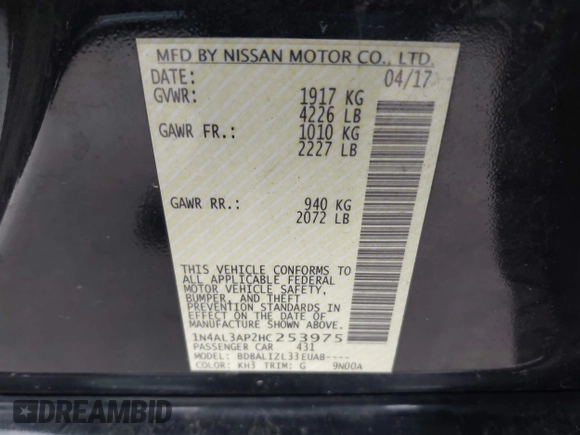 MFD BY NISSAN MOTOR CO., LTD.
DATE: 04/17
GVWR: 1917 KG
4226 LB
GAWR FR.: 1010 KG
2227 LB
GAWR RR.: 940 KG
2072 LB
THIS VEHICLE CONFORMS TO
ALL APPLICABLE FEDERAL
MOTOR VEHICLE SAFETY,
BUMPER, AND THEFT
PREVENTION STANDARDS IN
EFFECT ON THE DATE OF
MANUFACTURE SHOWN ABOVE.
1N4AL3AP2HC253975
PASSENGER CAR 431
MODEL: BDBALIZL33EUA8----
COLOR: KH3 TRIM: G 9N00A
DREAMBID